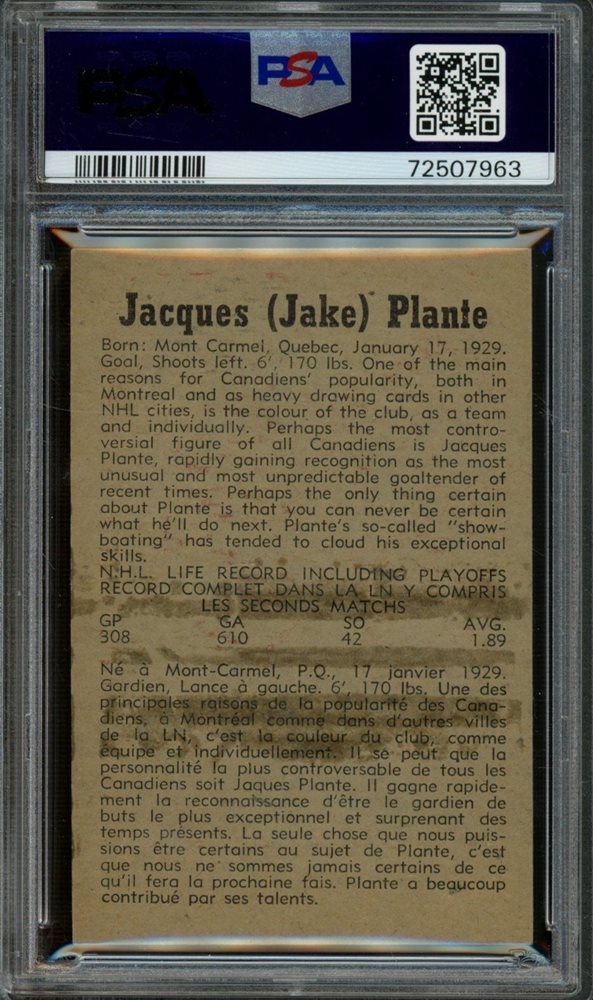 PSA
PSA
72507963
Jacques (Jake) Plante
Born: Mont Carmel, Quebec, January 17, 1929.
Goal, Shoots left. 6', 170 lbs. One of the main
reasons for Canadiens' popularity, both in
Montreal and as heavy drawing cards in other
NHL cities, is the colour of the club, as a team
and individually. Perhaps the most contro-
versial figure of all Canadiens is Jacques
Plante, rapidly gaining recognition as the most
unusual and most unpredictable goaltender of
recent times. Perhaps the only thing certain
about Plante is that you can never be certain
what he'll do next. Plante's so-called "show-
boating" has tended to cloud his exceptional
skills.
N.H.L. LIFE RECORD INCLUDING PLAYOFFS
RECORD COMPLET DANS LA LN Y COMPRIS
LES SECONDS MATCHS
GP GA SO AVG.
308 610 42 1.89
Né à Mont-Carmel, P.Q., 17 janvier 1929.
Gardien, Lance à gauche. 6', 170 lbs. Une des
principales raisons de la popularité des Cana-
diens, à Montréal comme dans d'autres villes
de la LN, c'est la couleur du club, comme
équipe et individuellement. Il se peut que la
personnalité la plus controversable de tous les
Canadiens soit Jaques Plante. Il gagne rapide-
ment la reconnaissance d'être le gardien de
buts le plus exceptionnel et surprenant des
temps présents. La seule chose que nous puis-
sions être certains au sujet de Plante, c'est
que nous ne sommes jamais certains de ce
qu'il fera la prochaine fais. Plante a beaucoup
contribué par ses talents.